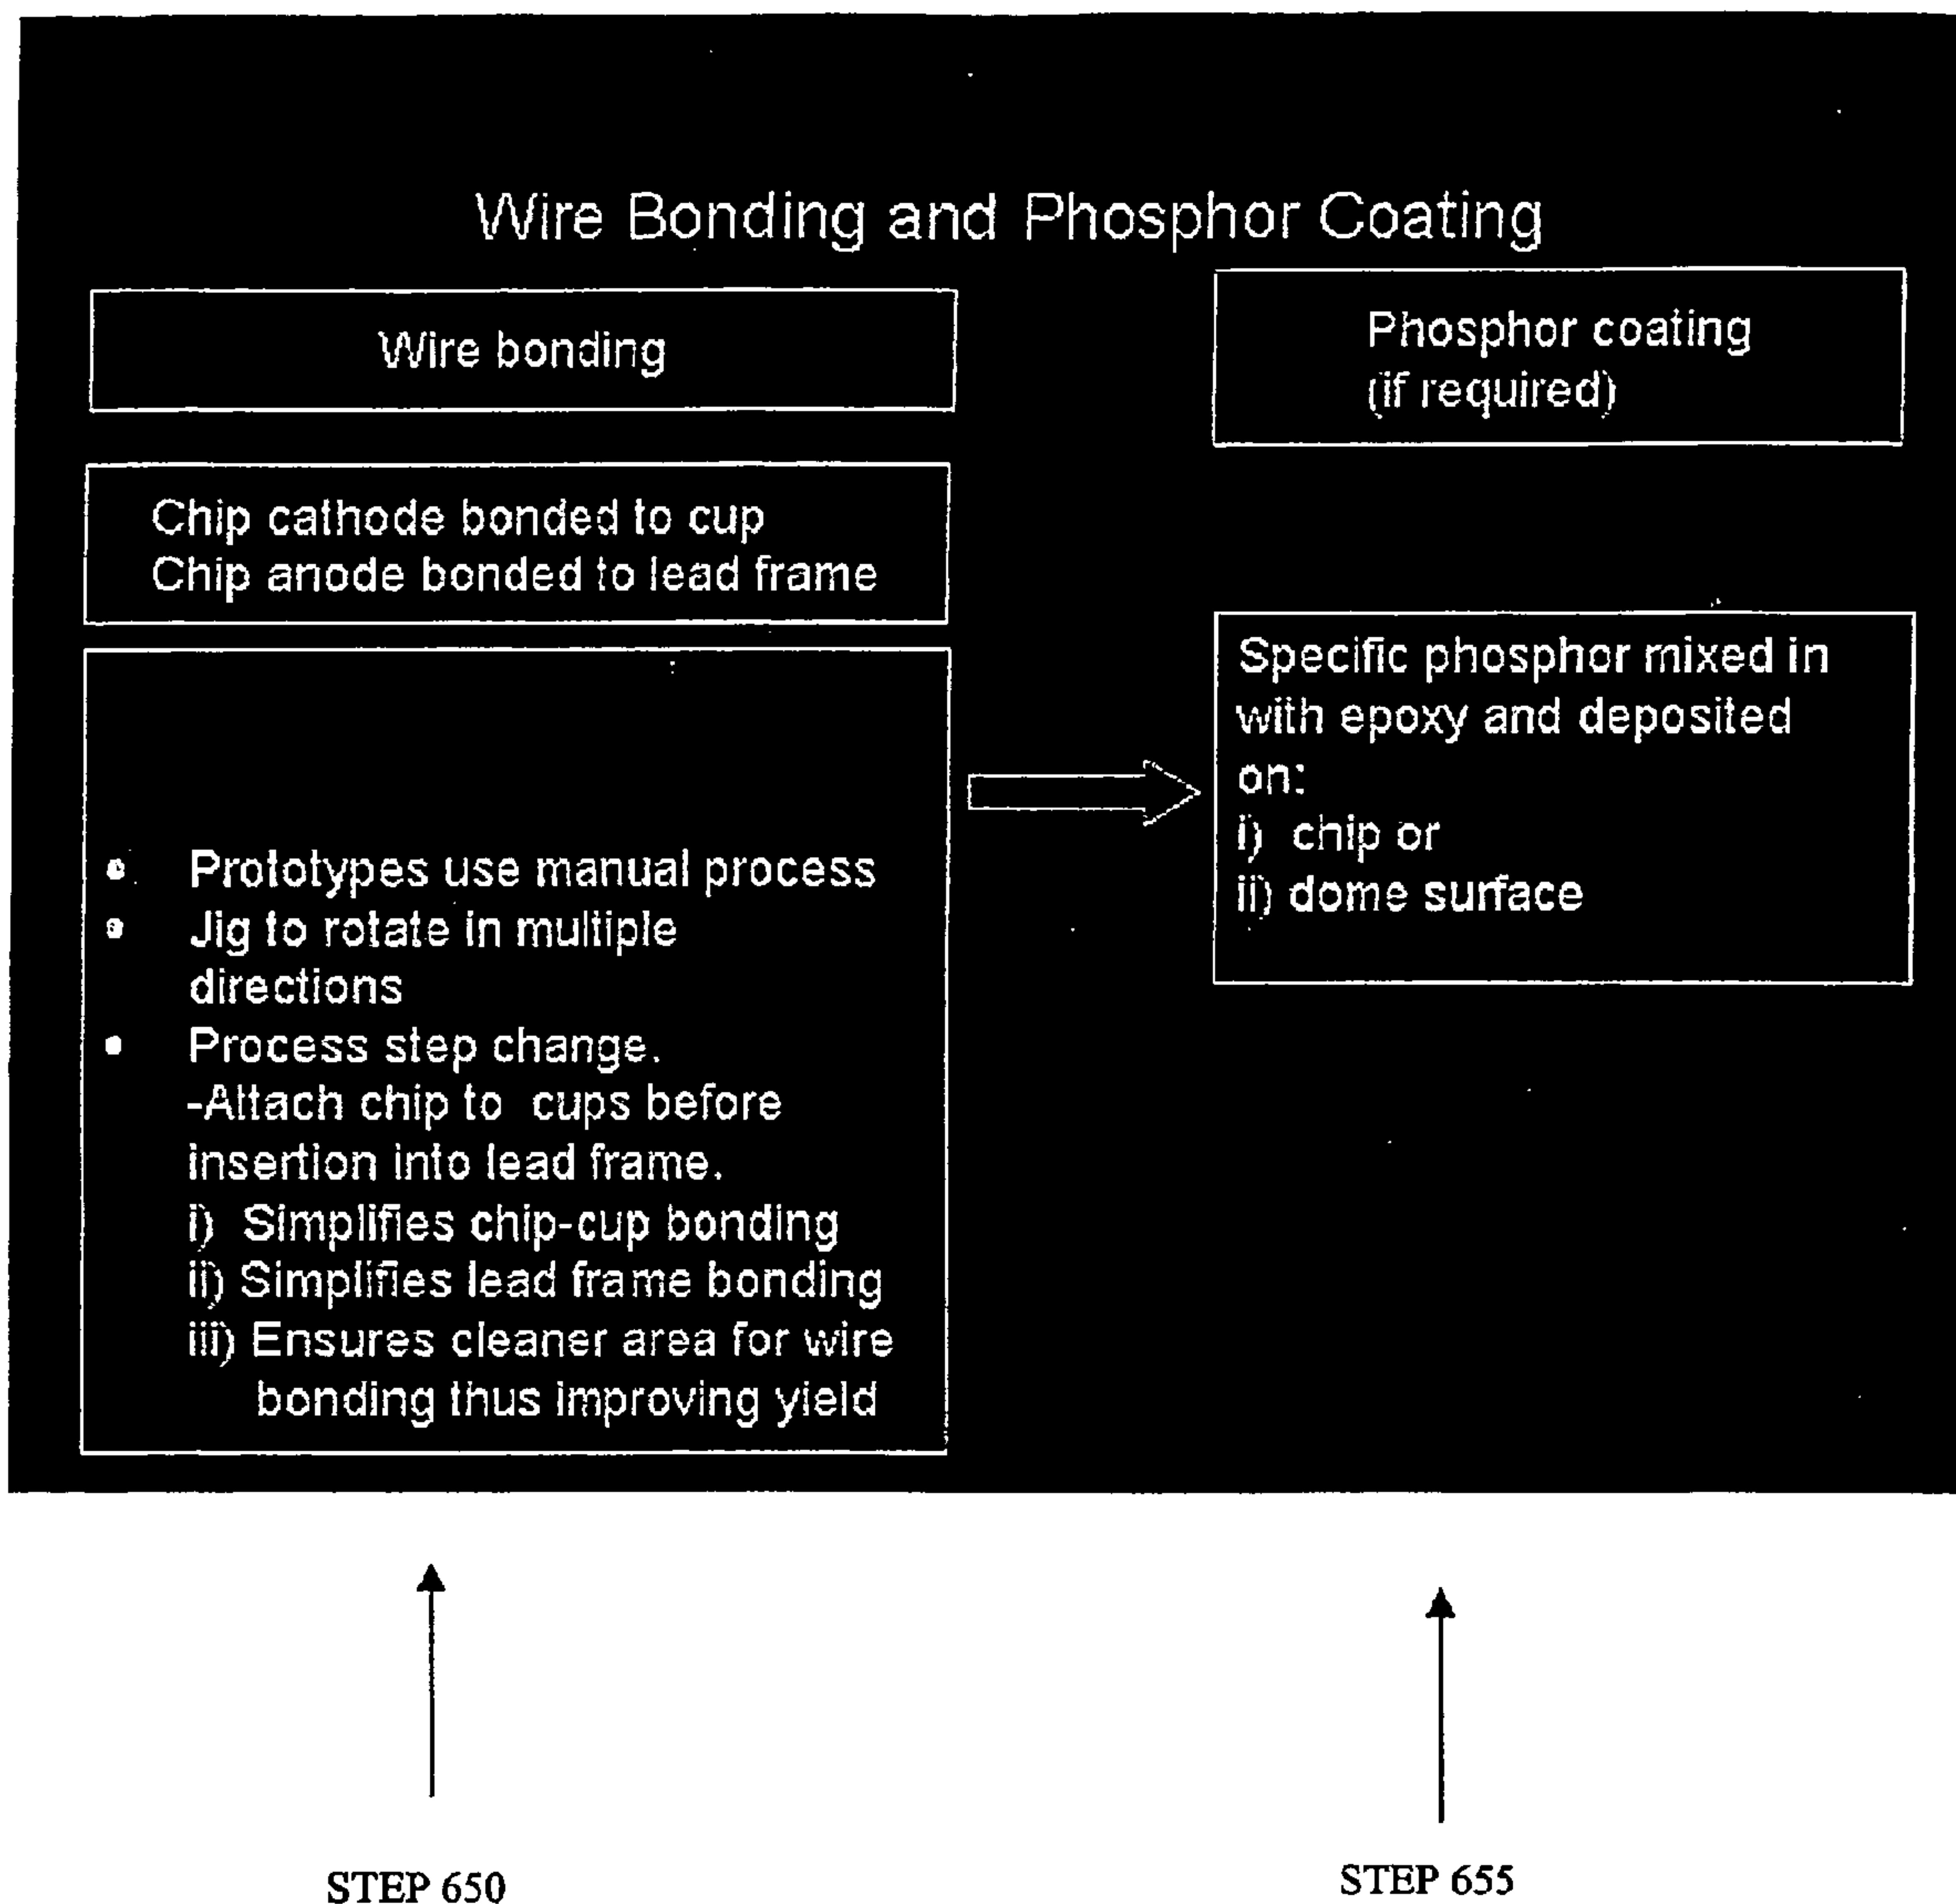 Wire Bonding and Phosphor Coating
Wire bonding
Chip cathode bonded to cup
Chip anode bonded to lead frame
• Prototypes use manual process
• Jig to rotate in multiple
directions
• Process step change.
-Attach chip to cups before
insertion into lead frame.
i) Simplifies chip-cup bonding
ii) Simplifies lead frame bonding
iii) Ensures cleaner area for wire
bonding thus improving yield
Phosphor coating
(if required)
Specific phosphor mixed in
with epoxy and deposited
on:
i) chip or
ii) dome surface
STEP 650
STEP 655